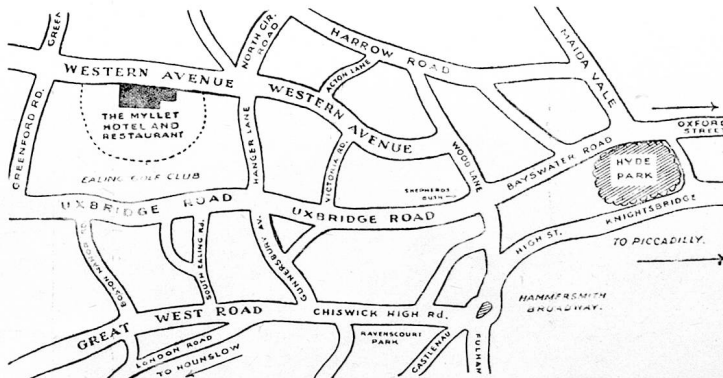 GREEN
NORTH CIR.
ROAD
HARROW ROAD
MAIDA VALE
WESTERN AVENUE
ACTON LANE
WESTERN AVENUE
GREENFORD RD.
THE MYLLET
HOTEL AND
RESTAURANT
HANGER LANE
VICTORIA RD.
WOOD LANE
OXFORD
STREET
BAYSWATER ROAD
HYDE
PARK
EALING GOLF CLUB
SHEPHERDS
BUSH
UXBRIDGE ROAD
UXBRIDGE ROAD
KNIGHTSBRIDGE
HIGH ST.
TO PICCADILLY.
BOSTON MANOR
SOUTH EALING RD.
GUNNERSBURY AV.
HAMMERSMITH
BROADWAY.
GREAT WEST ROAD
CHISWICK HIGH Rd.
RAVENSCOURT
PARK
CASTLENAU
FULHAM
LONDON ROAD
TO HOUNSLOW